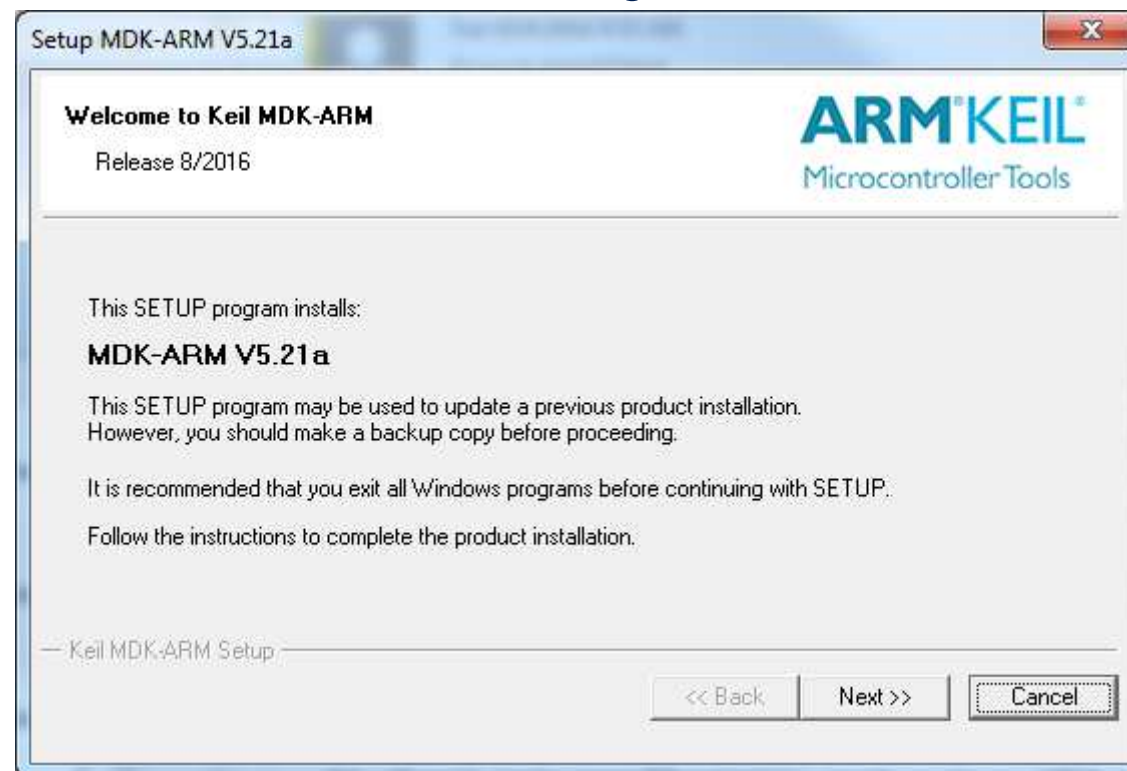 Setup MDK-ARM V5.21a
Welcome to Keil MDK-ARM
Release 8/2016
ARM®KEIL®
Microcontroller Tools
This SETUP program installs:
MDK-ARM V5.21a
This SETUP program may be used to update a previous product installation.
However, you should make a backup copy before proceeding.
It is recommended that you exit all Windows programs before continuing with SETUP.
Follow the instructions to complete the product installation.
Keil MDK-ARM Setup
<< Back Next >> Cancel